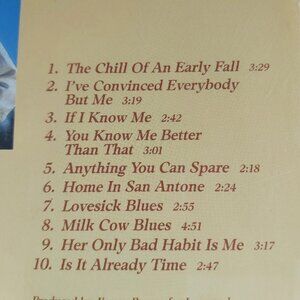 1. The Chill Of An Early Fall 3:29
2. I've Convinced Everybody
But Me 3:19
3. If I Know Me 2:42
4. You Know Me Better
Than That 3:01
5. Anything You Can Spare 2:18
6. Home In San Antone 2:24
7. Lovesick Blues 2:55
8. Milk Cow Blues 4:51
9. Her Only Bad Habit Is Me 3:17
10. Is It Already Time 2:47